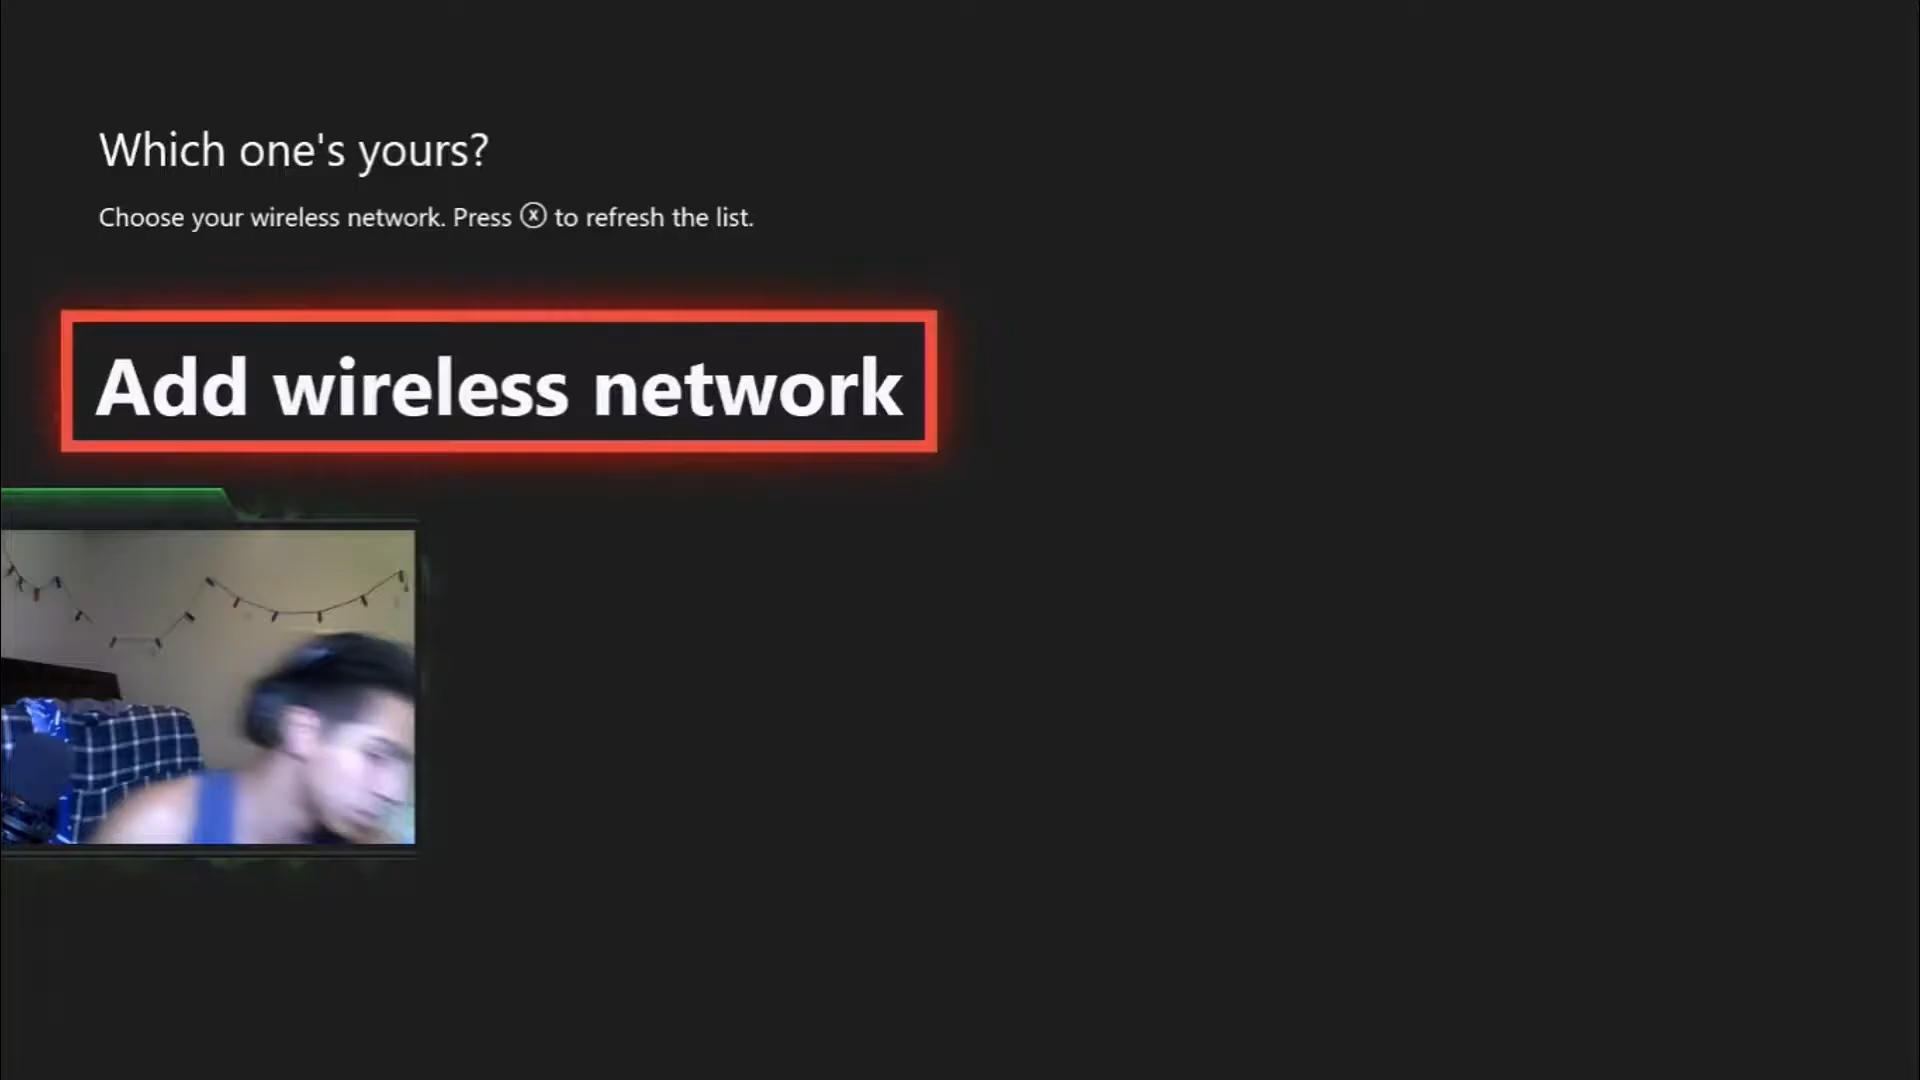 Which one's yours?
Choose your wireless network. Press ⓧ to refresh the list.
Add wireless network